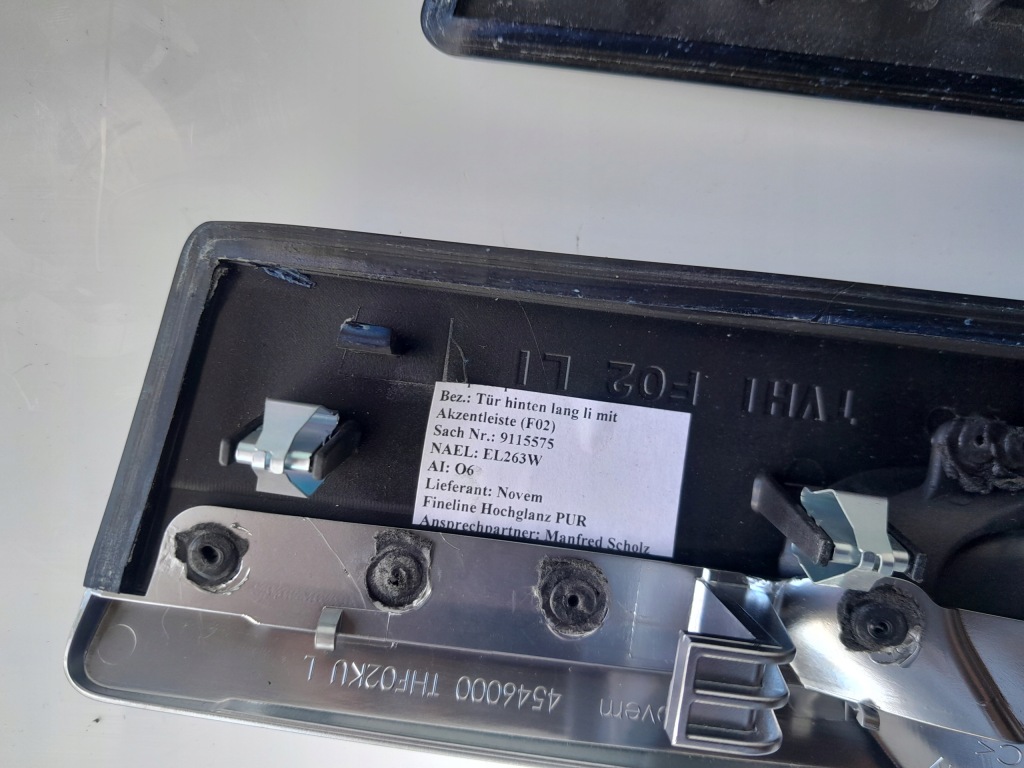 TVHI F02 LI
Bez.: Tür hinten lang li mit
Akzentleiste (F02)
Sach Nr.: 9115575
NAEL: EL263W
AI: O6
Lieferant: Novem
Fineline Hochglanz PUR
Ansprechpartner: Manfred Scholz
4546000 THF02KU L